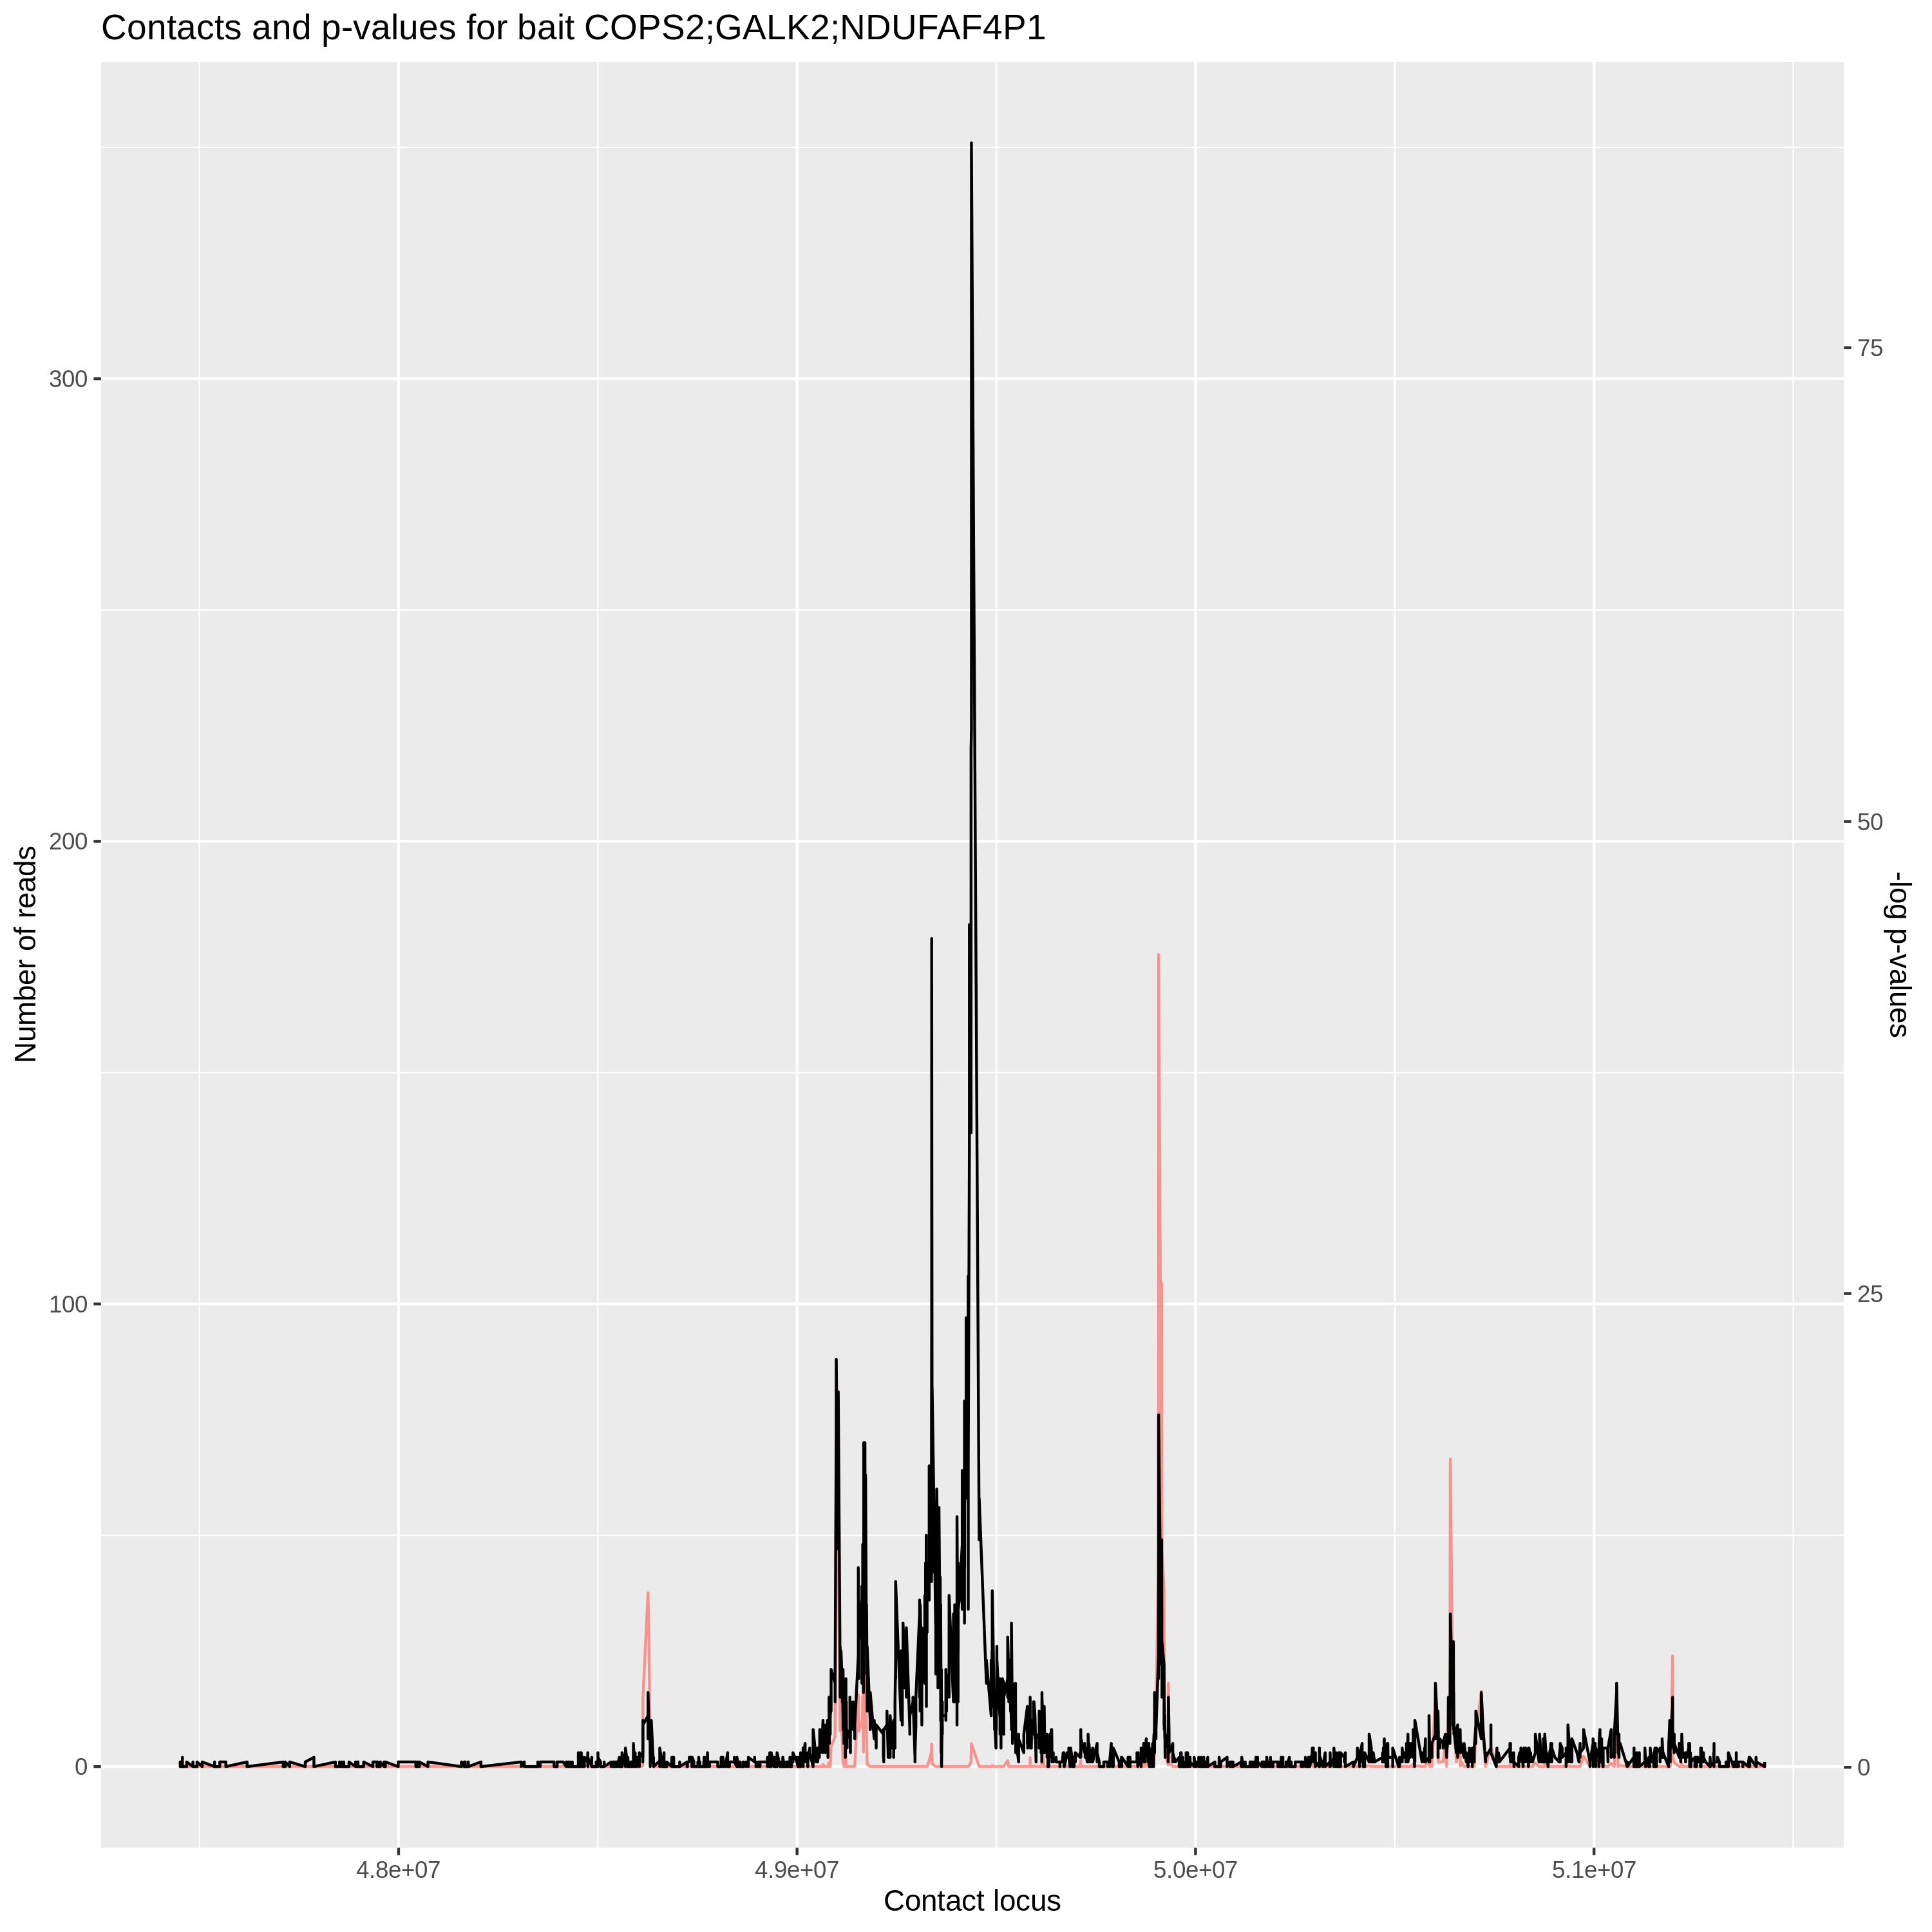 Contacts and p-values for bait COPS2;GALK2;NDUFAF4P1
Number of reads
300
200
100
0
75
50
25
0
-log p-values
4.8e+07 4.9e+07 5.0e+07 5.1e+07
Contact locus